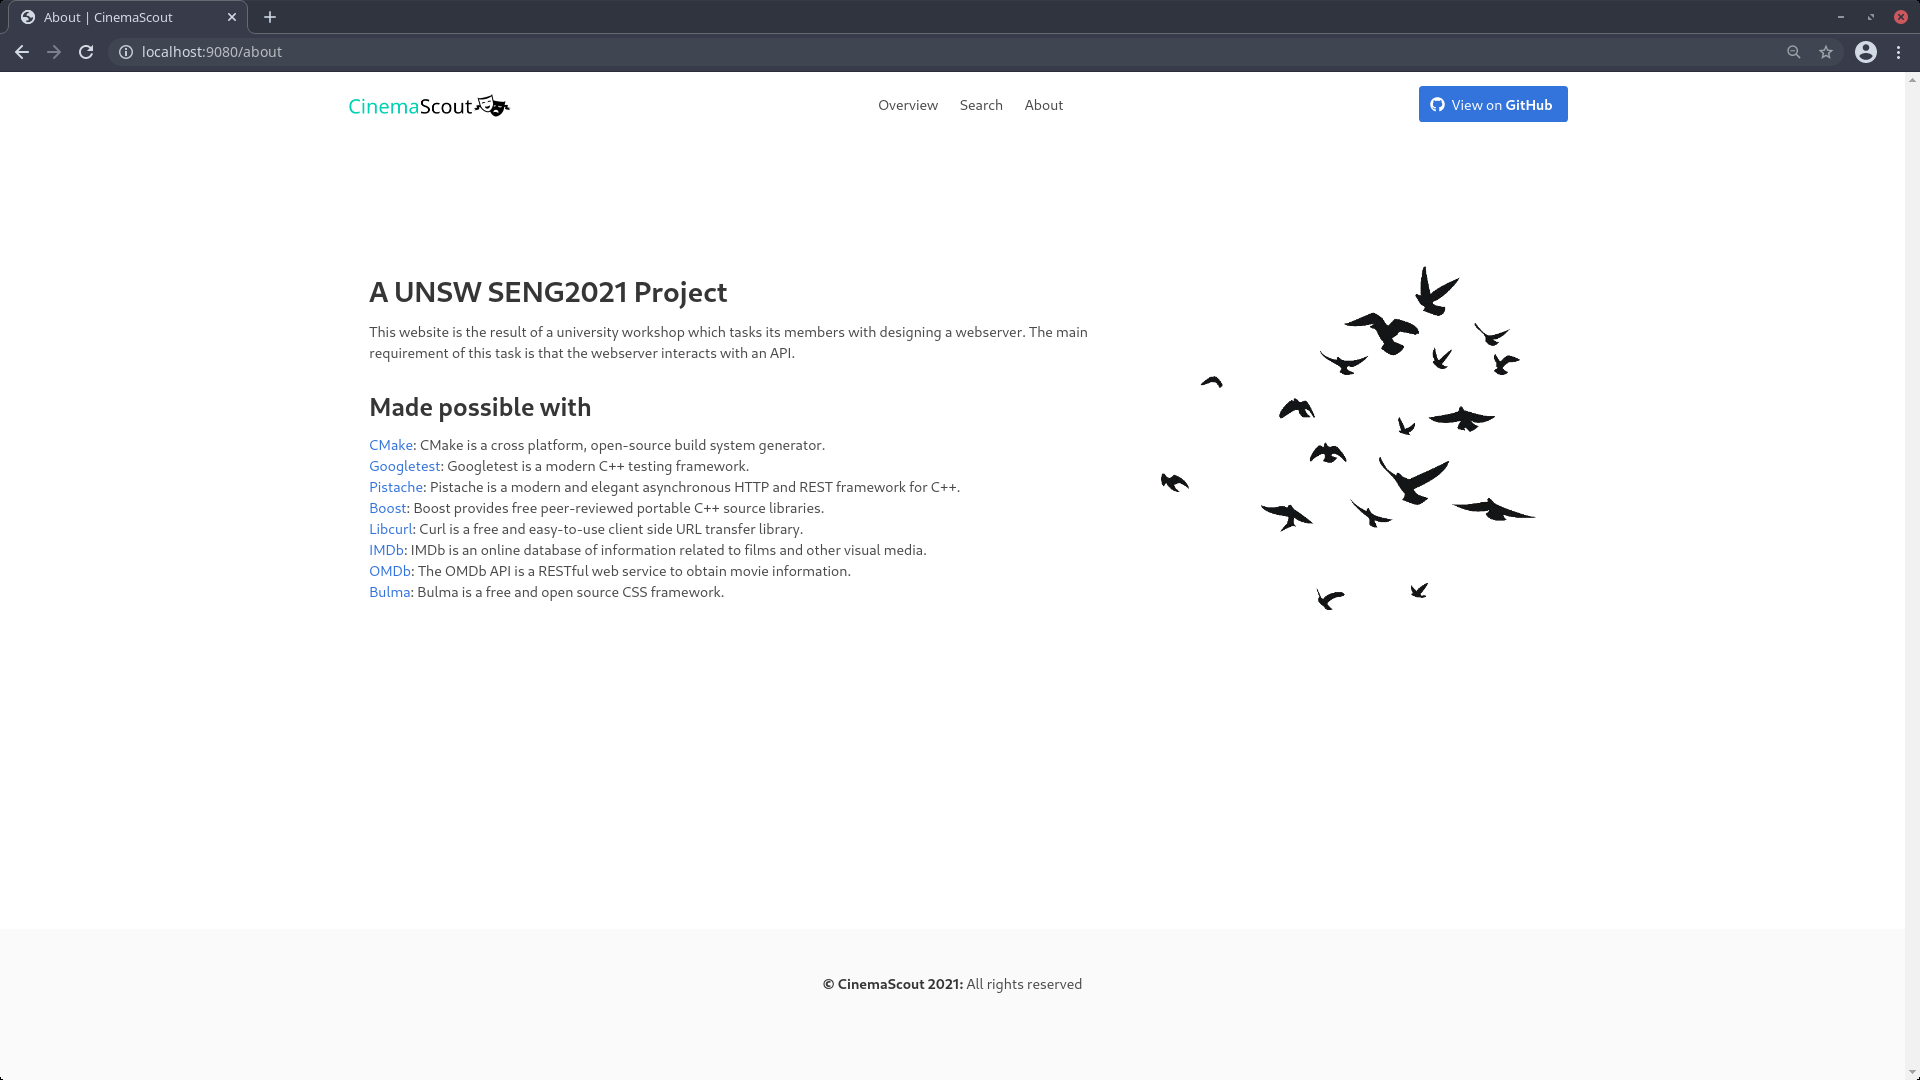 About | CinemaScout
localhost:9080/about
CinemaScout
Overview Search About
View on GitHub
A UNSW SENG2021 Project
This website is the result of a university workshop which tasks its members with designing a webserver. The main
requirement of this task is that the webserver interacts with an API.
Made possible with
CMake: CMake is a cross platform, open-source build system generator.
Googletest: Googletest is a modern C++ testing framework.
Pistache: Pistache is a modern and elegant asynchronous HTTP and REST framework for C++.
Boost: Boost provides free peer-reviewed portable C++ source libraries.
Libcurl: Curl is a free and easy-to-use client side URL transfer library.
IMDb: IMDb is an online database of information related to films and other visual media.
OMDb: The OMDb API is a RESTful web service to obtain movie information.
Bulma: Bulma is a free and open source CSS framework.
© CinemaScout 2021: All rights reserved